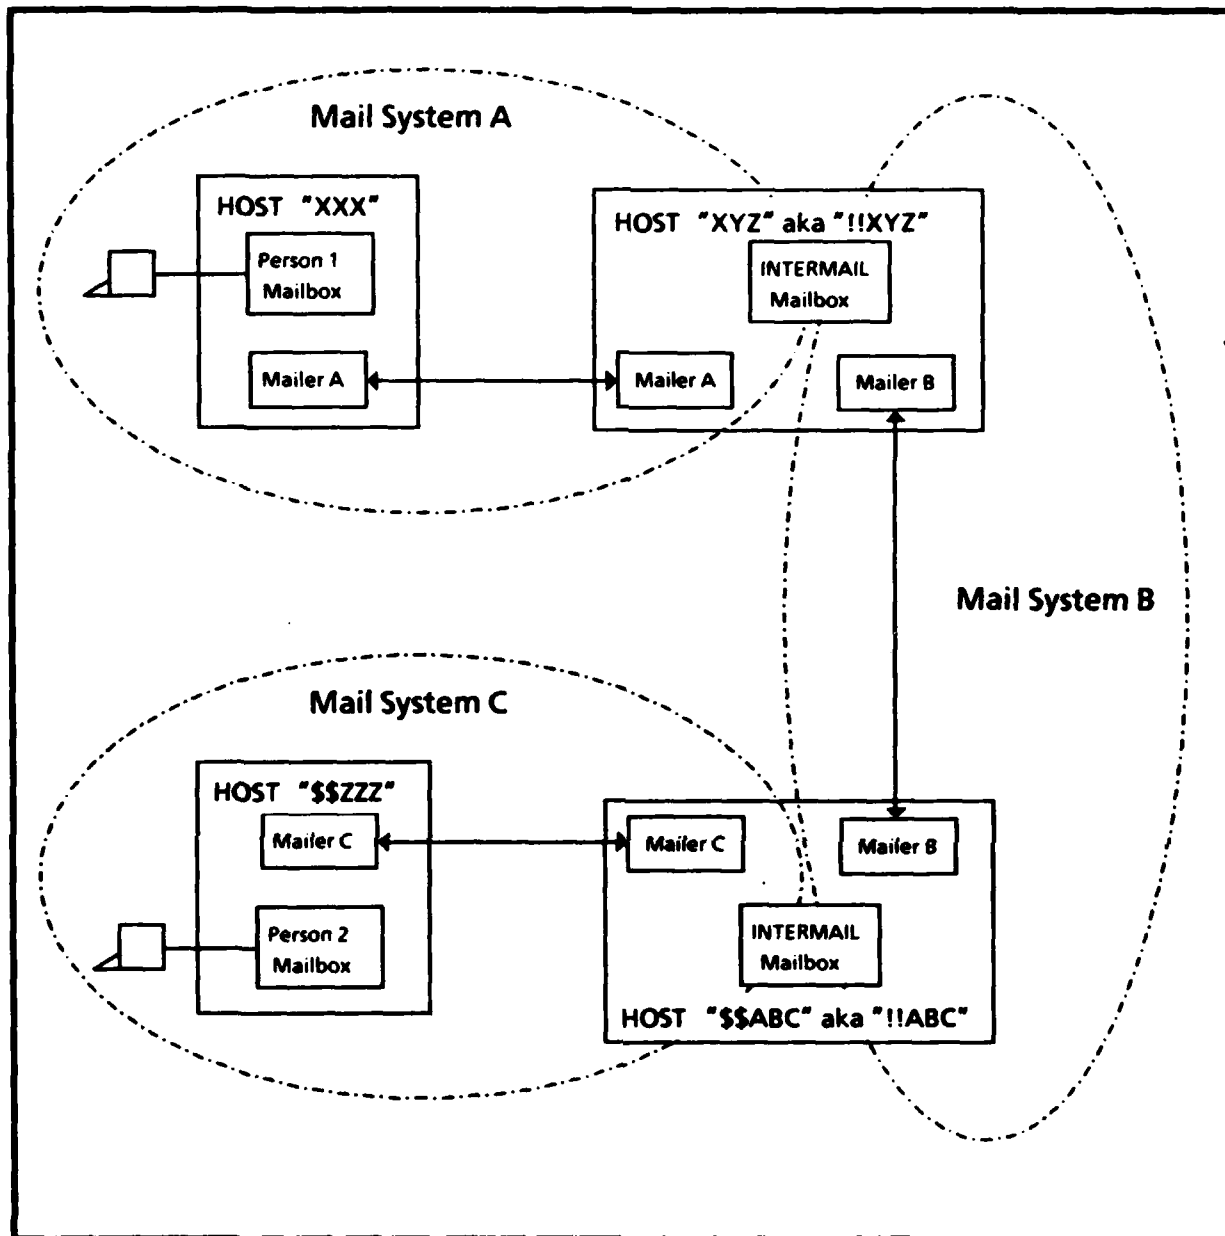 Mail System A
HOST "XXX"
Person 1
Mailbox
Mailer A
HOST "XYZ" aka "!!XYZ"
INTERMAIL
Mailbox
Mailer A
Mailer B
Mail System B
Mail System C
HOST "$$ZZZ"
Mailer C
Person 2
Mailbox
Mailer C
Mailer B
INTERMAIL
Mailbox
HOST "$$ABC" aka "!!ABC"